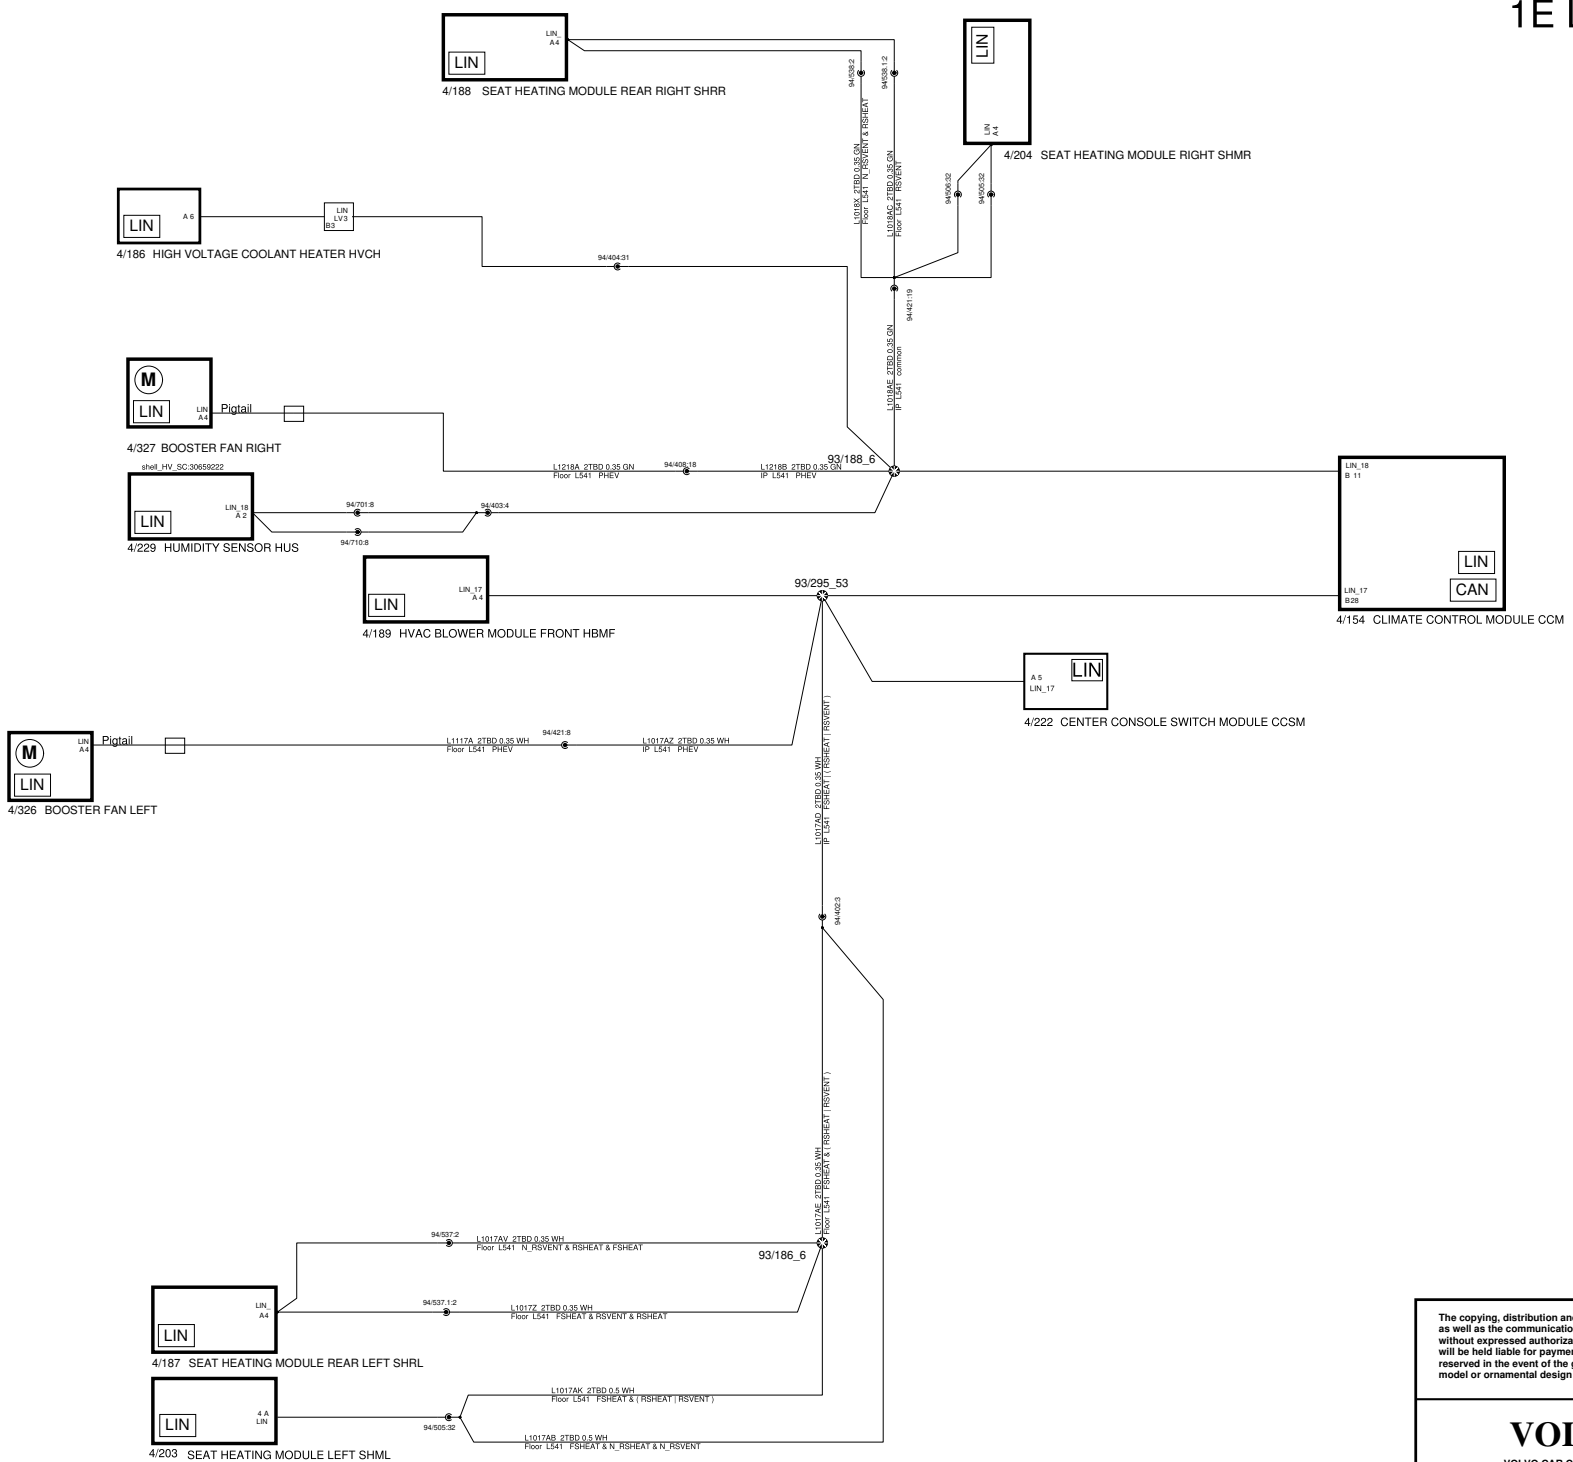 1E
LIN_
A4
LIN
4/188 SEAT HEATING MODULE REAR RIGHT SHRR
94/538:2
94/538.1:2
L1018X 2TBD 0.35 GN
Floor L541 N_RSVENT & RSHEAT
L1018AC 2TBD 0.35 GN
Floor L541 RSVENT
LIN
LIN
A 4
4/204 SEAT HEATING MODULE RIGHT SHMR
94/506:32
94/505:32
A 6
LIN
LIN
LV3
B3
4/186 HIGH VOLTAGE COOLANT HEATER HVCH
94/404:31
94/421:19
L1018AE 2TBD 0.35 GN
IP L541 common
M
LIN
LIN
A4
Pigtail
4/327 BOOSTER FAN RIGHT
93/188_6
L1218A 2TBD 0.35 GN
Floor L541 PHEV
94/408:18
L1218B 2TBD 0.35 GN
IP L541 PHEV
shell_HV_SC:30659222
LIN_18
A 2
LIN
94/701:8
94/403:4
94/710:8
4/229 HUMIDITY SENSOR HUS
LIN_18
B 11
LIN
CAN
LIN_17
B28
4/154 CLIMATE CONTROL MODULE CCM
LIN_17
A 4
LIN
4/189 HVAC BLOWER MODULE FRONT HBMF
93/295_53
A 5
LIN_17
LIN
4/222 CENTER CONSOLE SWITCH MODULE CCSM
M
LIN
LIN
A4
Pigtail
4/326 BOOSTER FAN LEFT
L1117A 2TBD 0.35 WH
Floor L541 PHEV
94/421:8
L1017AZ 2TBD 0.35 WH
IP L541 PHEV
L1017AD 2TBD 0.35 WH
IP L541 FSHEAT | ( RSHEAT | RSVENT )
94/402:3
L1017AE 2TBD 0.35 WH
Floor L541 FSHEAT & ( RSHEAT | RSVENT )
94/537:2
L1017AV 2TBD 0.35 WH
Floor L541 N_RSVENT & RSHEAT & FSHEAT
93/186_6
LIN_
A4
LIN
94/537.1:2
L1017Z 2TBD 0.35 WH
Floor L541 FSHEAT & RSVENT & RSHEAT
4/187 SEAT HEATING MODULE REAR LEFT SHRL
4 A
LIN
LIN
94/505:32
L1017AK 2TBD 0.5 WH
Floor L541 FSHEAT & ( RSHEAT | RSVENT )
L1017AB 2TBD 0.5 WH
Floor L541 FSHEAT & N_RSHEAT & N_RSVENT
4/203 SEAT HEATING MODULE LEFT SHML
The copying, distribution
as well as the
without expressed
will be held liable for
reserved in the event of the
model or ornamental design